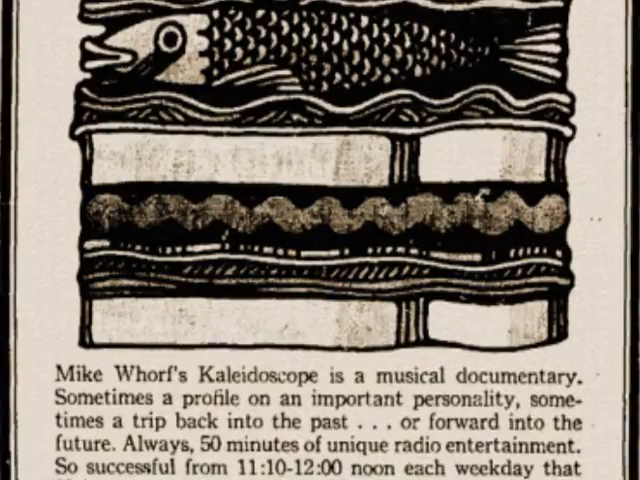 Mike Whorf's Kaleidoscope is a musical documentary.
Sometimes a profile on an important personality, some-
times a trip back into the past . . . or forward into the
future. Always, 50 minutes of unique radio entertainment.
So successful from 11:10-12:00 noon each weekday that